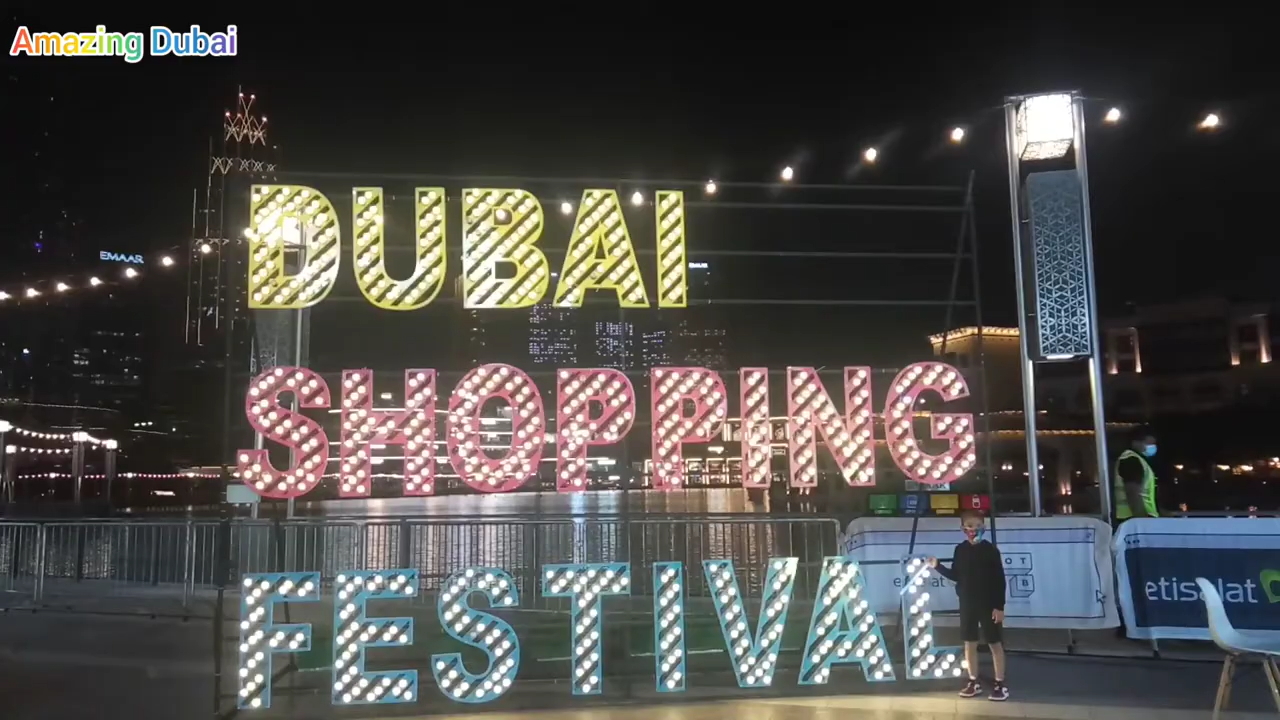 Amazing Dubai
EMAAR
DUBAI
SHOPPING
FESTIVAL
etisalat